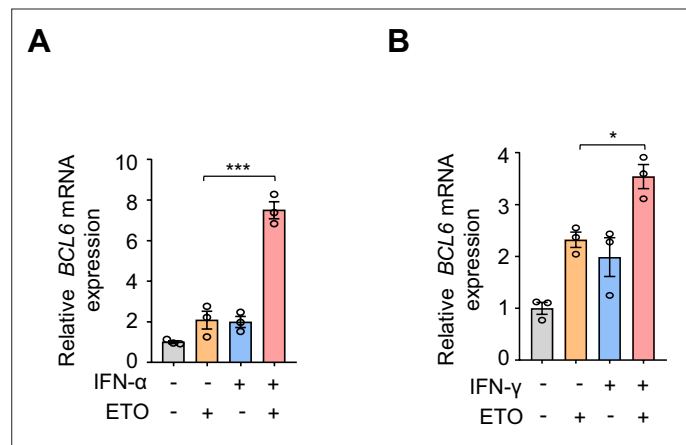 A
Relative BCL6 mRNA
expression
10
8
6
4
2
0
***
IFN-α - - + +
ETO - + - +
B
Relative BCL6 mRNA
expression
4
3
2
1
0
*
IFN-γ - - + +
ETO - + - +